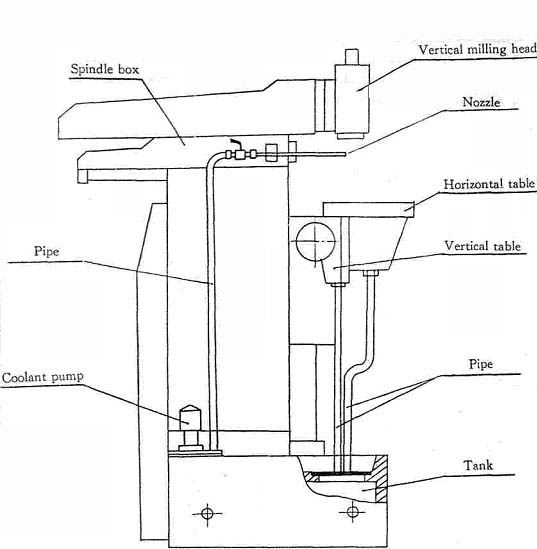 Vertical milling head
Spindle box
Nozzle
Horizontal table
Pipe
Vertical table
Coolant pump
Pipe
Tank